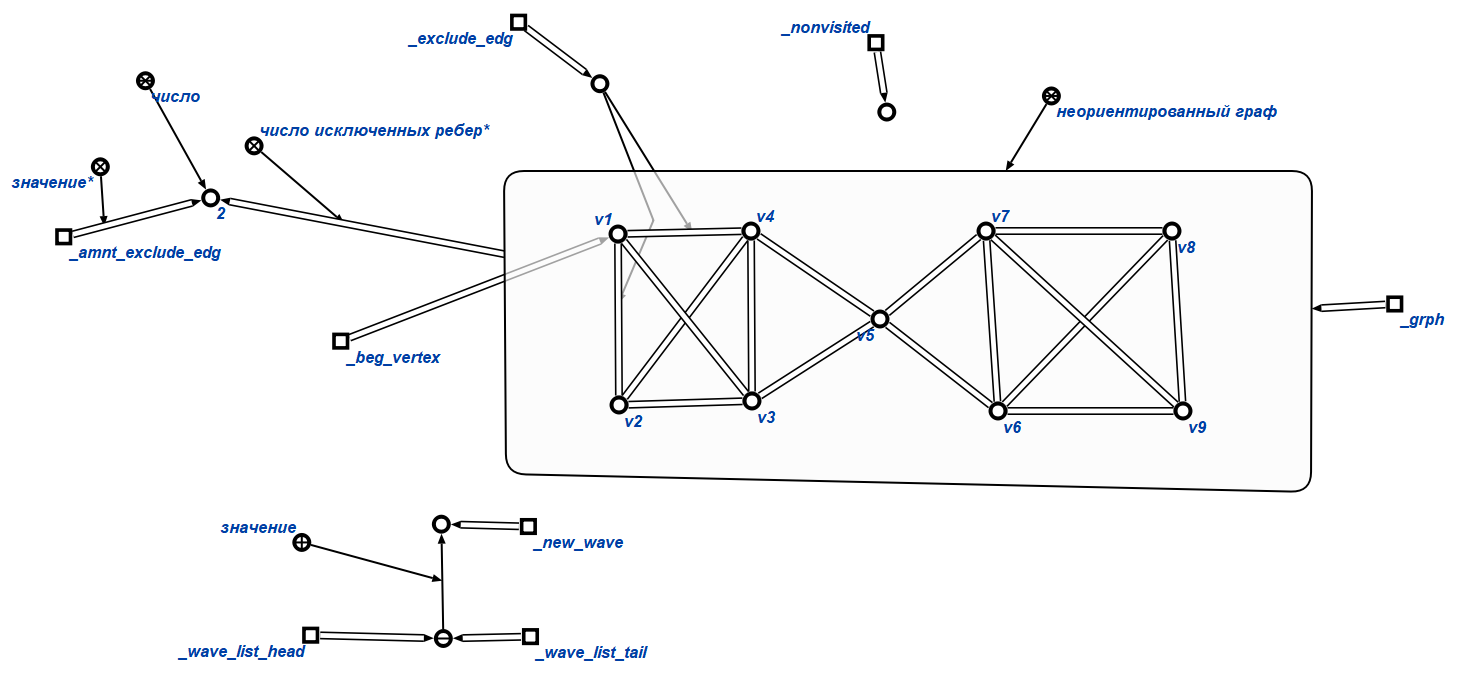 _exclude_edg
_nonvisited
число
неориентированный граф
число исключенных ребер*
значение*
2
_amnt_exclude_edg
v1
v4
v7
v8
v5
_grph
_beg_vertex
v2
v3
v6
v9
значение
_new_wave
_wave_list_head
_wave_list_tail